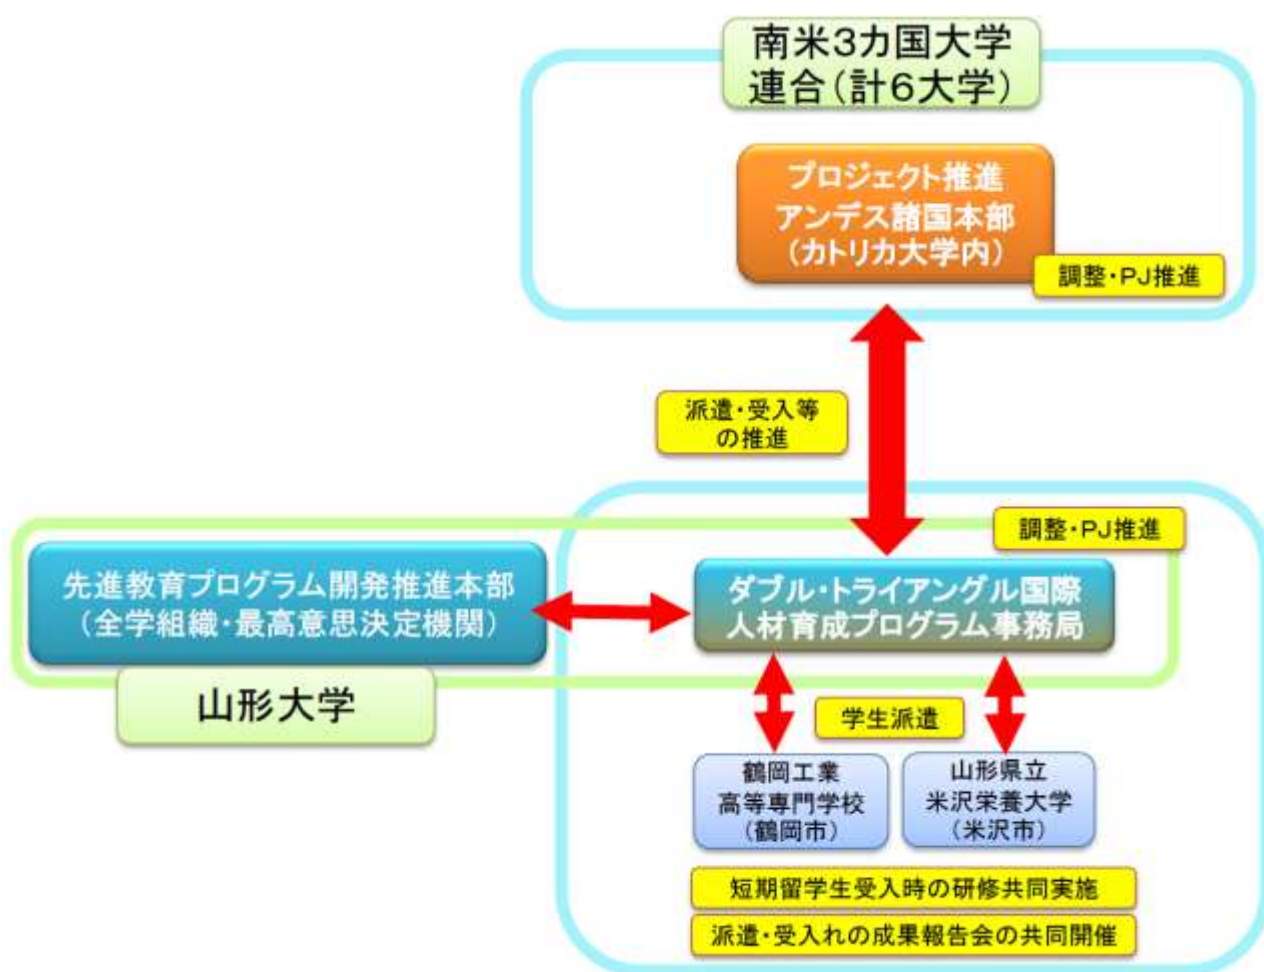 南米3カ国大学
連合(計6大学)
プロジェクト推進
アンデス諸国本部
(カトリカ大学内)
調整・PJ推進
派遣・受入等
の推進
調整・PJ推進
先進教育プログラム開発推進本部
(全学組織・最高意思決定機関)
ダブル・トライアングル国際
人材育成プログラム事務局
山形大学
学生派遣
鶴岡工業
高等専門学校
(鶴岡市)
山形県立
米沢栄養大学
(米沢市)
短期留学生受入時の研修共同実施
派遣・受入れの成果報告会の共同開催